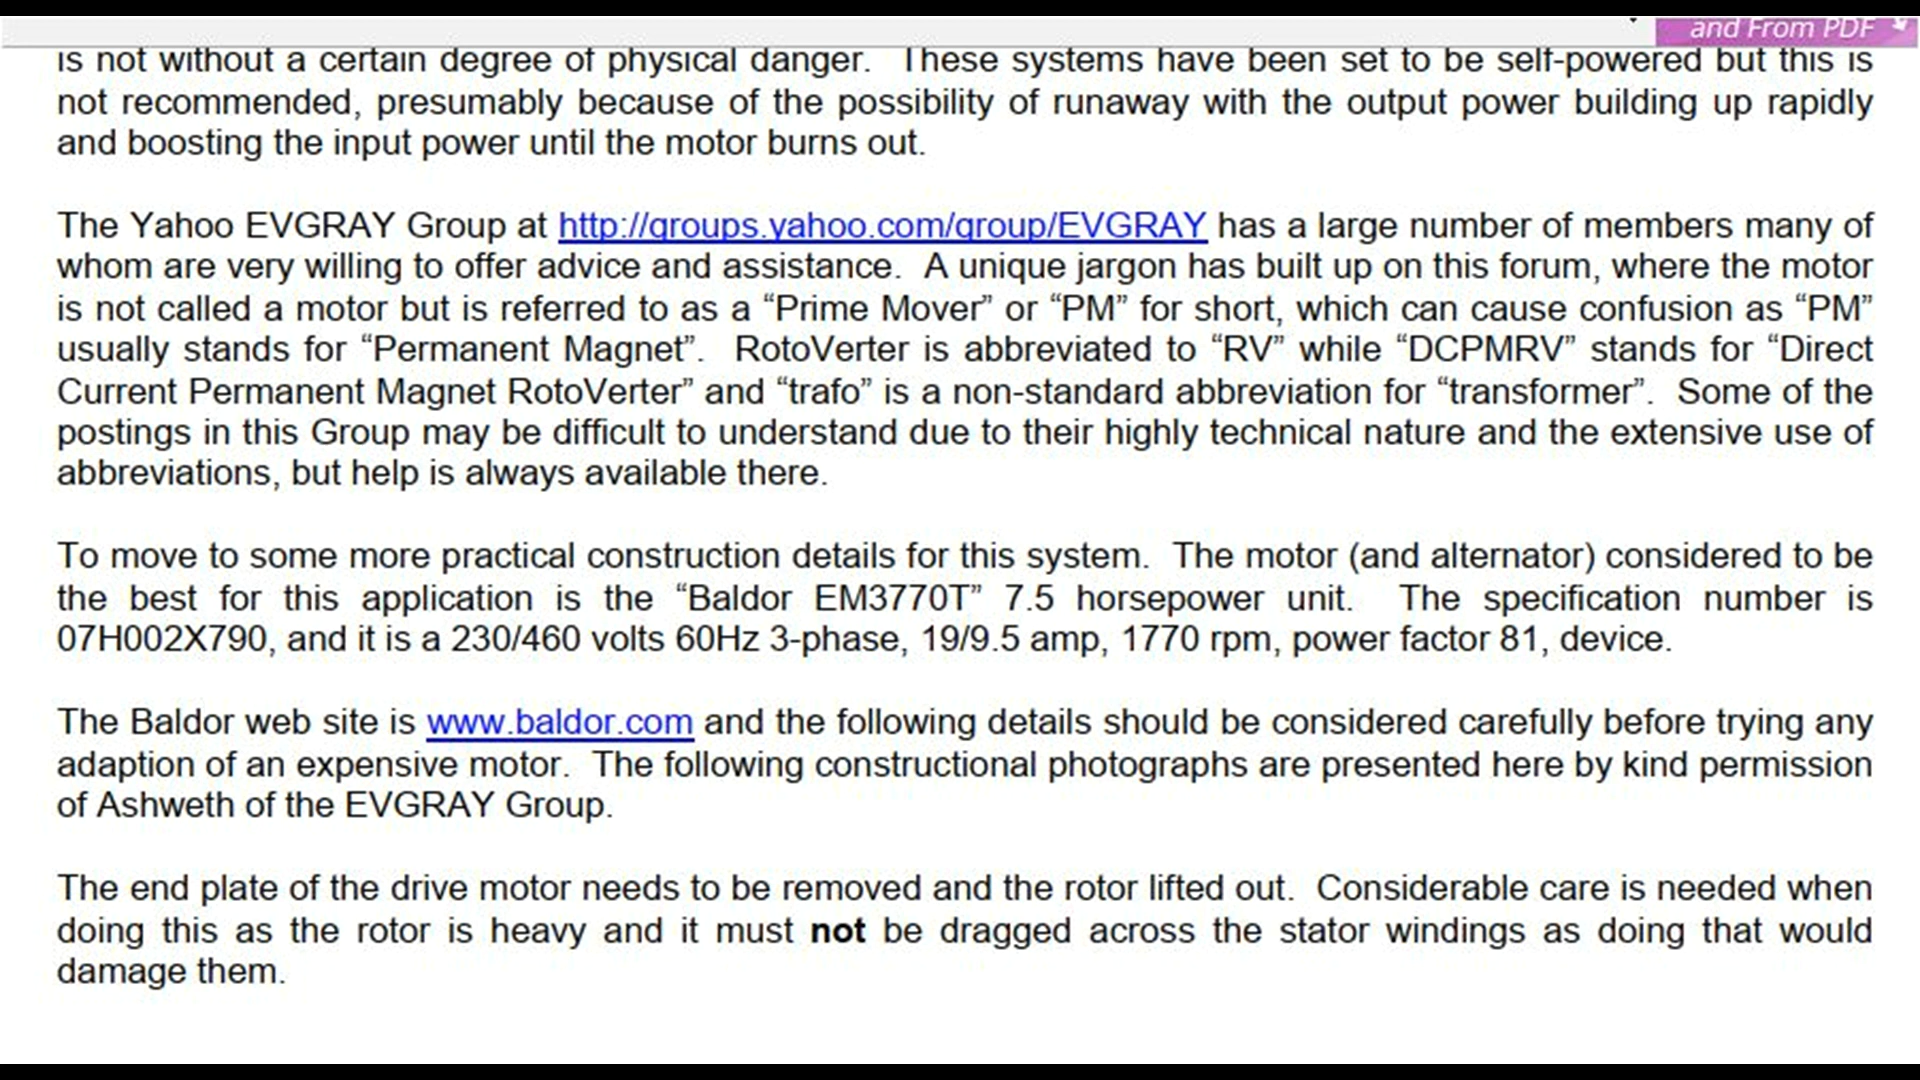 and From PDF
is not without a certain degree of physical danger. These systems have been set to be self-powered but this is
not recommended, presumably because of the possibility of runaway with the output power building up rapidly
and boosting the input power until the motor burns out.
The Yahoo EVGRAY Group at http://groups.yahoo.com/group/EVGRAY has a large number of members many of
whom are very willing to offer advice and assistance. A unique jargon has built up on this forum, where the motor
is not called a motor but is referred to as a “Prime Mover” or “PM” for short, which can cause confusion as “PM”
usually stands for “Permanent Magnet”. RotoVerter is abbreviated to “RV” while “DCPMRV” stands for “Direct
Current Permanent Magnet RotoVerter” and “trafo” is a non-standard abbreviation for “transformer”. Some of the
postings in this Group may be difficult to understand due to their highly technical nature and the extensive use of
abbreviations, but help is always available there.
To move to some more practical construction details for this system. The motor (and alternator) considered to be
the best for this application is the “Baldor EM3770T” 7.5 horsepower unit. The specification number is
07H002X790, and it is a 230/460 volts 60Hz 3-phase, 19/9.5 amp, 1770 rpm, power factor 81, device.
The Baldor web site is www.baldor.com and the following details should be considered carefully before trying any
adaption of an expensive motor. The following constructional photographs are presented here by kind permission
of Ashweth of the EVGRAY Group.
The end plate of the drive motor needs to be removed and the rotor lifted out. Considerable care is needed when
doing this as the rotor is heavy and it must not be dragged across the stator windings as doing that would
damage them.